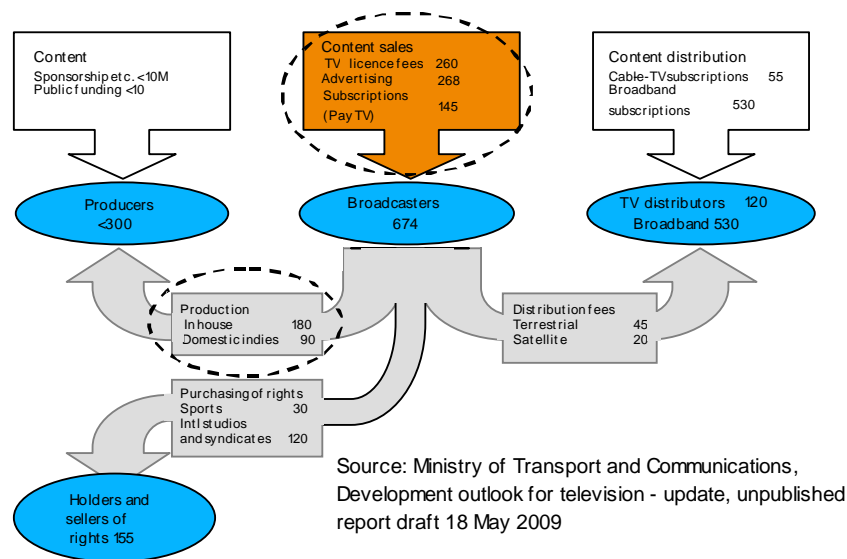 Content
Sponsorship etc. <10M
Public funding <10
Content sales
TV licence fees 260
Advertising 268
Subscriptions
(Pay TV) 145
Content distribution
Cable-TV subscriptions 55
Broadband
subscriptions 530
Producers
<300
Broadcasters
674
TV distributors 120
Broadband 530
Production
In house 180
Domestic indies 90
Distribution fees
Terrestrial 45
Satellite 20
Purchasing of rights
Sports 30
Intl studios
and syndicates 120
Holders and
sellers of
rights 155
Source: Ministry of Transport and Communications,
Development outlook for television - update, unpublished
report draft 18 May 2009